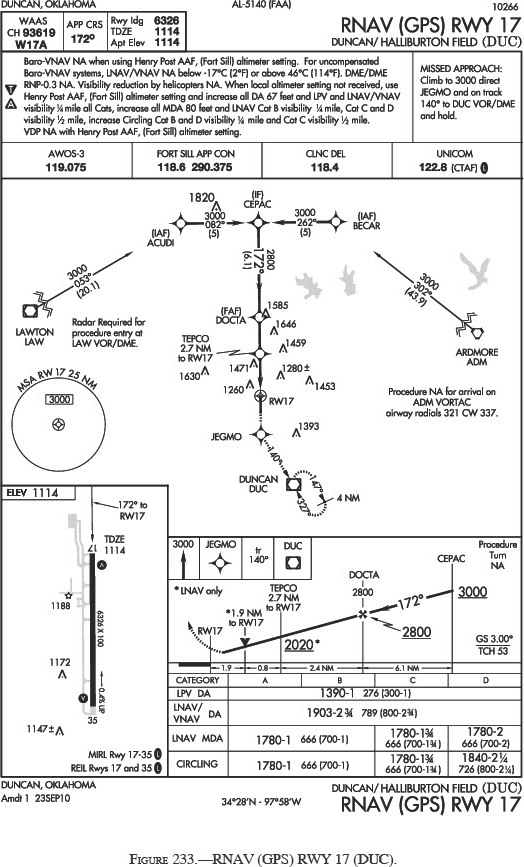 DUNCAN, OKLAHOMA
AL-5140 (FAA)
10266
WAAS
CH 93619
W17A
APP CRS
172°
Rwy ldg 6326
TDZE 1114
Apt Elev 1114
RNAV (GPS) RWY 17
DUNCAN/ HALLIBURTON FIELD (DUC)
Baro-VNAV NA when using Henry Post AAF, (Fort Sill) altimeter setting. For uncompensated
Baro-VNAV systems, LNAV/VNAV NA below -17°C (2°F) or above 46°C (114°F). DME/DME
RNP-0.3 NA. Visibility reduction by helicopters NA. When local altimeter setting not received, use
Henry Post AAF, (Fort Sill) altimeter setting and increase all DA 67 feet and LPV and LNAV/VNAV
visibility ¼ mile all Cats, increase all MDA 80 feet and LNAV Cat B visibility ¼ mile, Cat C and D
visibility ½ mile, increase Circling Cat B and D visibility ¼ mile and Cat C visibility ½ mile.
VDP NA with Henry Post AAF, (Fort Sill) altimeter setting.
T
A
MISSED APPROACH:
Climb to 3000 direct
JEGMO and on track
140° to DUC VOR/DME
and hold.
AWOS-3
119.075
FORT SILL APP CON
118.6 290.375
CLNC DEL
118.4
UNICOM
122.8 (CTAF) L
1820
(IF)
CEPAC
3000
082°
(5)
3000
262°
(5)
(IAF)
ACUDI
(IAF)
BECAR
3000
053°
(20.1)
2800
172°
(6.1)
3000
302°
(43.9)
LAWTON
LAW
Radar Required for
procedure entry at
LAW VOR/DME.
(FAF)
DOCTA
1585
1646
TEPCO
2.7 NM
to RW17
1459
1471
1630
1280±
1453
1260
RW17
ARDMORE
ADM
Procedure NA for arrival on
ADM VORTAC
airway radials 321 CW 337.
MSA RW 17 25 NM
3000
JEGMO
1393
140°
DUNCAN
DUC
147°
327°
4 NM
ELEV 1114
172° to
RW17
TDZE
1114
17
A
1188
6326 X 100
1172
0.4% UP
V
35
1147±
MIRL Rwy 17-35 L
REIL Rwys 17 and 35 L
3000
JEGMO
tr
140°
DUC
Procedure
Turn
NA
CEPAC
DOCTA
2800
TEPCO
2.7 NM
to RW17
*LNAV only
*1.9 NM
to RW17
RW17
172°
3000
2800
2020*
GS 3.00°
TCH 53
1.9
0.8
2.4 NM
6.1 NM
CATEGORY A B C D
LPV DA 1390-1 276 (300-1)
LNAV/
VNAV DA 1903-2¾ 789 (800-2¾)
LNAV MDA 1780-1 666 (700-1) 1780-1¾ 666 (700-1¾) 1780-2 666 (700-2)
CIRCLING 1780-1 666 (700-1) 1780-1¾ 666 (700-1¾) 1840-2¼ 726 (800-2¼)
DUNCAN, OKLAHOMA
Amdt 1 23SEP10
34°28'N - 97°58'W
DUNCAN/ HALLIBURTON FIELD (DUC)
RNAV (GPS) RWY 17
FIGURE 233.—RNAV (GPS) RWY 17 (DUC).